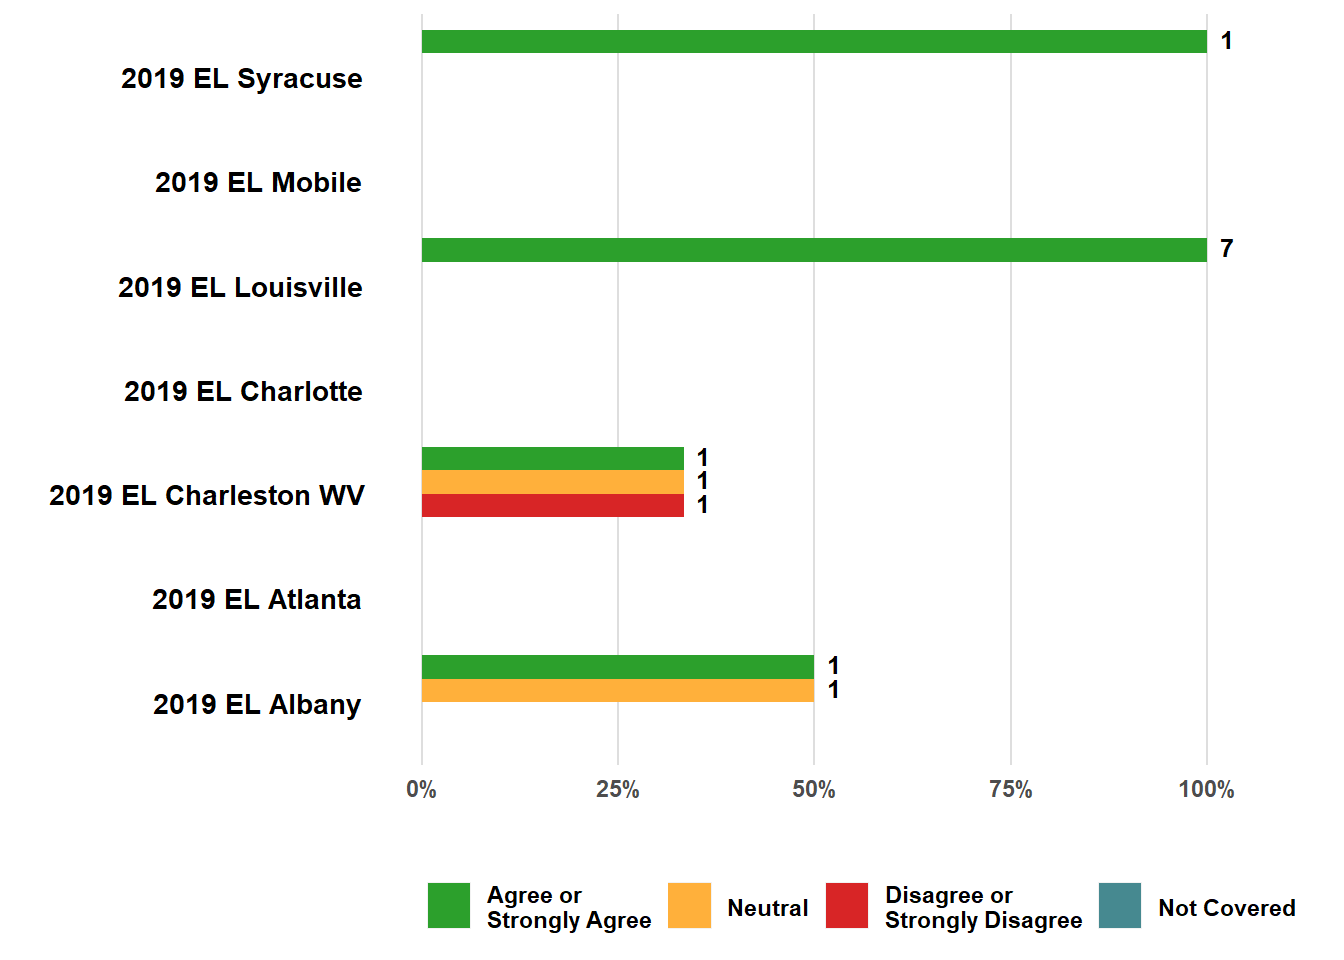 1
2019 EL Syracuse
2019 EL Mobile
7
2019 EL Louisville
2019 EL Charlotte
1
1
2019 EL Charleston WV
1
2019 EL Atlanta
1
1
2019 EL Albany
0% 25% 50% 75% 100%
Agree or
Strongly Agree
Neutral
Disagree or
Strongly Disagree
Not Covered